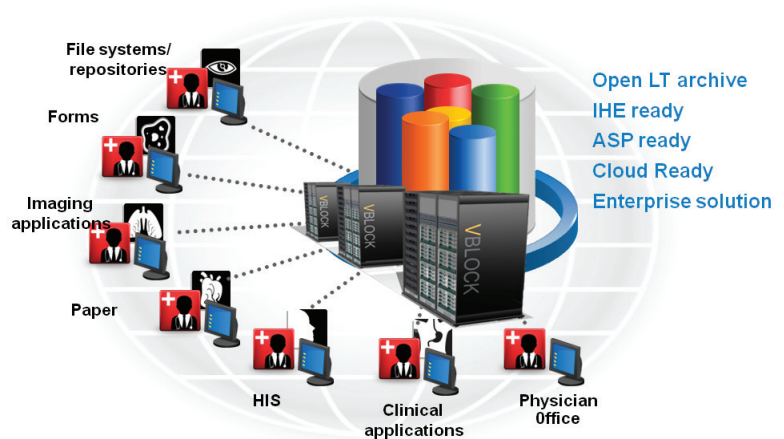 File systems/
repositories
Forms
Imaging
applications
Paper
HIS
Clinical
applications
Physician
0ffice
VBLOCK
VBLOCK
VBLOCK
Open LT archive
IHE ready
ASP ready
Cloud Ready
Enterprise solution